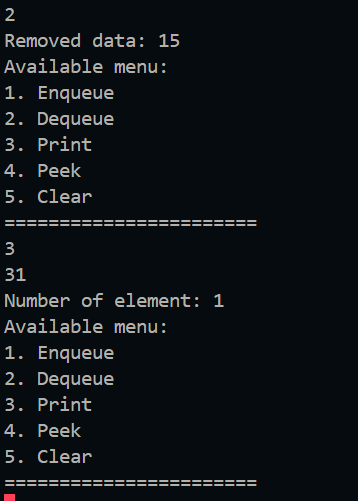 2
Removed data: 15
Available menu:
1. Enqueue
2. Dequeue
3. Print
4. Peek
5. Clear
=======================
3
31
Number of element: 1
Available menu:
1. Enqueue
2. Dequeue
3. Print
4. Peek
5. Clear
=======================